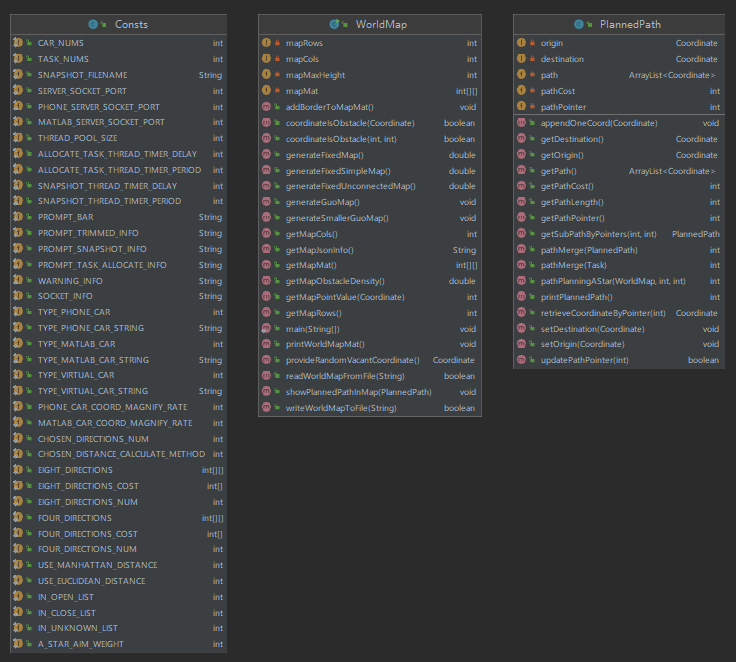 Consts
CAR_NUMS int
TASK_NUMS int
SNAPSHOT_FILENAME String
SERVER_SOCKET_PORT int
PHONE_SERVER_SOCKET_PORT int
MATLAB_SERVER_SOCKET_PORT int
THREAD_POOL_SIZE int
ALLOCATE_TASK_THREAD_TIMER_DELAY int
ALLOCATE_TASK_THREAD_TIMER_PERIOD int
SNAPSHOT_THREAD_TIMER_DELAY int
SNAPSHOT_THREAD_TIMER_PERIOD int
PROMPT_BAR String
PROMPT_TRIMMED_INFO String
PROMPT_SNAPSHOT_INFO String
PROMPT_TASK_ALLOCATE_INFO String
WARNING_INFO String
SOCKET_INFO String
TYPE_PHONE_CAR int
TYPE_PHONE_CAR_STRING String
TYPE_MATLAB_CAR int
TYPE_MATLAB_CAR_STRING String
TYPE_VIRTUAL_CAR int
TYPE_VIRTUAL_CAR_STRING String
PHONE_CAR_COORD_MAGNIFY_RATE int
MATLAB_CAR_COORD_MAGNIFY_RATE int
CHOSEN_DIRECTIONS_NUM int
CHOSEN_DISTANCE_CALCULATE_METHOD int
EIGHT_DIRECTIONS int[][]
EIGHT_DIRECTIONS_COST int[]
EIGHT_DIRECTIONS_NUM int
FOUR_DIRECTIONS int[][]
FOUR_DIRECTIONS_COST int[]
FOUR_DIRECTIONS_NUM int
USE_MANHATTAN_DISTANCE int
USE_EUCLIDEAN_DISTANCE int
IN_OPEN_LIST int
IN_CLOSE_LIST int
IN_UNKNOWN_LIST int
A_STAR_AIM_WEIGHT int
WorldMap
mapRows int
mapCols int
mapMaxHeight int
mapMat int[][]
addBorderToMapMat() void
coordinateIsObstacle(Coordinate) boolean
coordinateIsObstacle(int, int) boolean
generateFixedMap() double
generateFixedSimpleMap() double
generateFixedUnconnectedMap() double
generateGuoMap() void
generateSmallerGuoMap() void
getMapCols() int
getMapJsonInfo() String
getMapMat() int[][]
getMapObstacleDensity() double
getMapPointValue(Coordinate) int
getMapRows() int
main(String[]) void
printWorldMapMat() void
provideRandomVacantCoordinate() Coordinate
readWorldMapFromFile(String) boolean
showPlannedPathInMap(PlannedPath) void
writeWorldMapToFile(String) boolean
PlannedPath
origin Coordinate
destination Coordinate
path ArrayList<Coordinate>
pathCost int
pathPointer int
appendOneCoord(Coordinate) void
getDestination() Coordinate
getOrigin() Coordinate
getPath() ArrayList<Coordinate>
getPathCost() int
getPathLength() int
getPathPointer() int
getSubPathByPointers(int, int) PlannedPath
pathMerge(PlannedPath) int
pathMerge(Task) int
pathPlanningAStar(WorldMap, int, int) int
printPlannedPath() int
retrieveCoordinateByPointer(int) Coordinate
setDestination(Coordinate) void
setOrigin(Coordinate) void
updatePathPointer(int) boolean